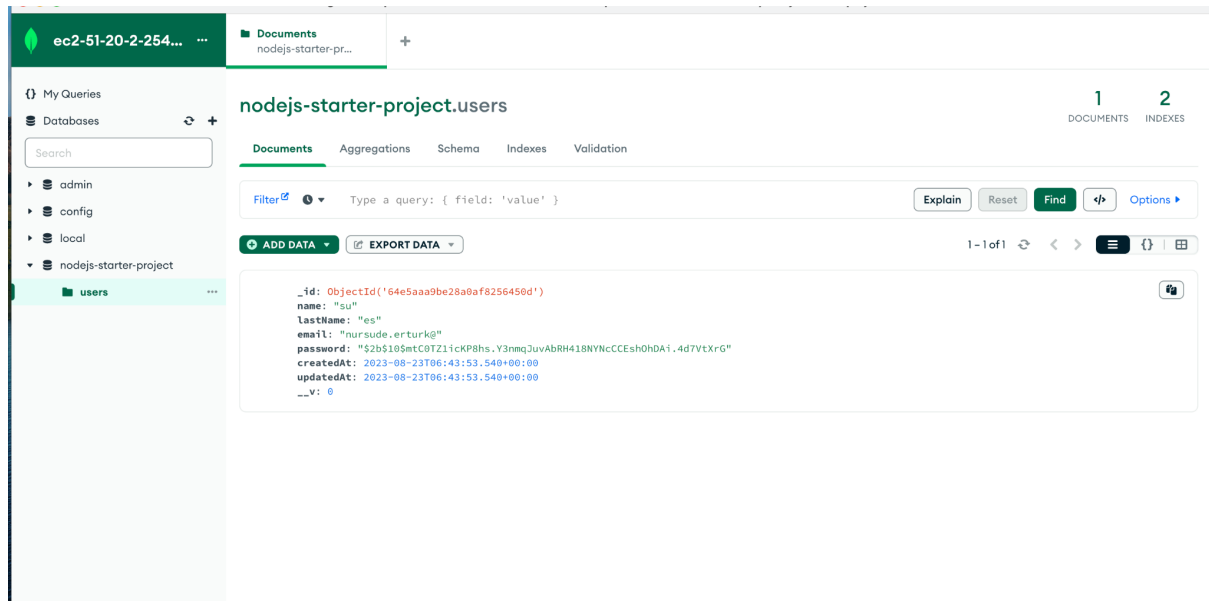 ec2-51-20-2-254... ...
Documents
nodejs-starter-pr...
+
{} My Queries
Databases
+
Search
admin
config
local
nodejs-starter-project
users ...
nodejs-starter-project.users
1 2
DOCUMENTS INDEXES
Documents Aggregations Schema Indexes Validation
Filter Type a query: { field: 'value' } Explain Reset Find </> Options
ADD DATA EXPORT DATA 1 – 1 of 1 {}
_id: ObjectId('64e5aaa9be28a0af8256450d')
name: "su"
lastName: "es"
email: "nursude.erturk@"
password: "$2b$10$mtC0TZ1icKP8hs.Y3nmqJuvAbRH418NYNcCCEshOhDAi.4d7VtXrG"
createdAt: 2023-08-23T06:43:53.540+00:00
updatedAt: 2023-08-23T06:43:53.540+00:00
__v: 0